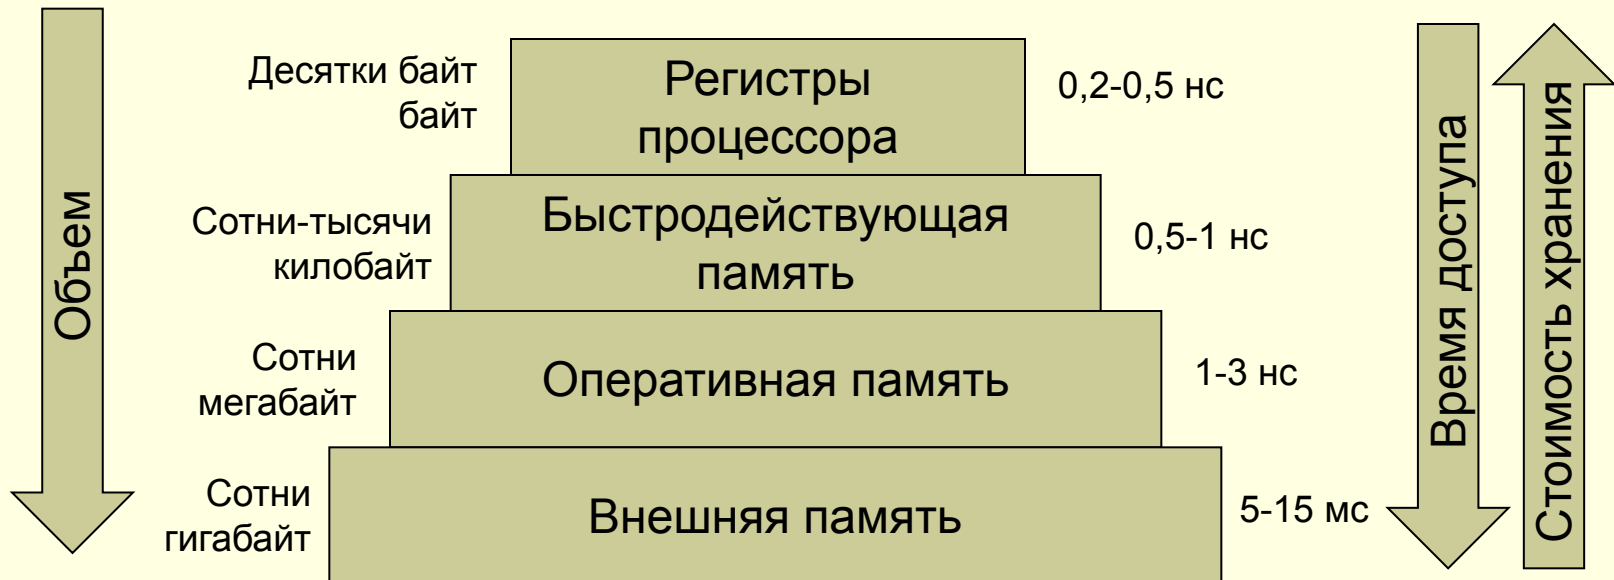 Объем
Десятки байт
байт
Регистры
процессора
0,2-0,5 нс
Сотни-тысячи
килобайт
Быстродействующая
память
0,5-1 нс
Сотни
мегабайт
Оперативная память
1-3 нс
Сотни
гигабайт
Внешняя память
5-15 мс
Время доступа
Стоимость хранения